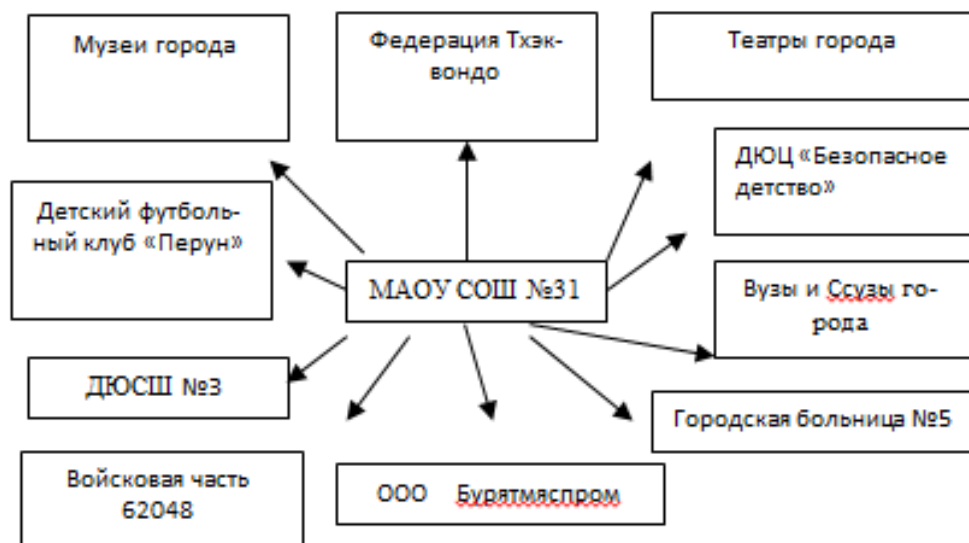 Музеи города
Федерация Тхэк-
вондо
Театры города
ДЮЦ «Безопасное
детство»
Детский футболь-
ный клуб «Перун»
МАОУ СОШ №31
Вузы и Ссузы го-
рода
ДЮСШ №3
Городская больница №5
Войсковая часть
62048
ООО Бурятмяспром